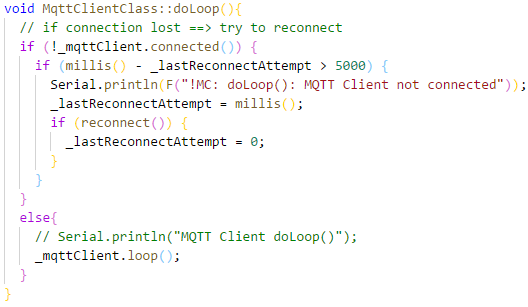 void MqttClientClass::doLoop(){
  // if connection lost ==> try to reconnect
  if (!_mqttClient.connected()) {
    if (millis() - _lastReconnectAttempt > 5000) {
      Serial.println(F("!MC: doLoop(): MQTT Client not connected"));
      _lastReconnectAttempt = millis();
      if (reconnect()) {
        _lastReconnectAttempt = 0;
      }
    }
  }
  else{
    // Serial.println("MQTT Client doLoop()");
    _mqttClient.loop();
  }
}